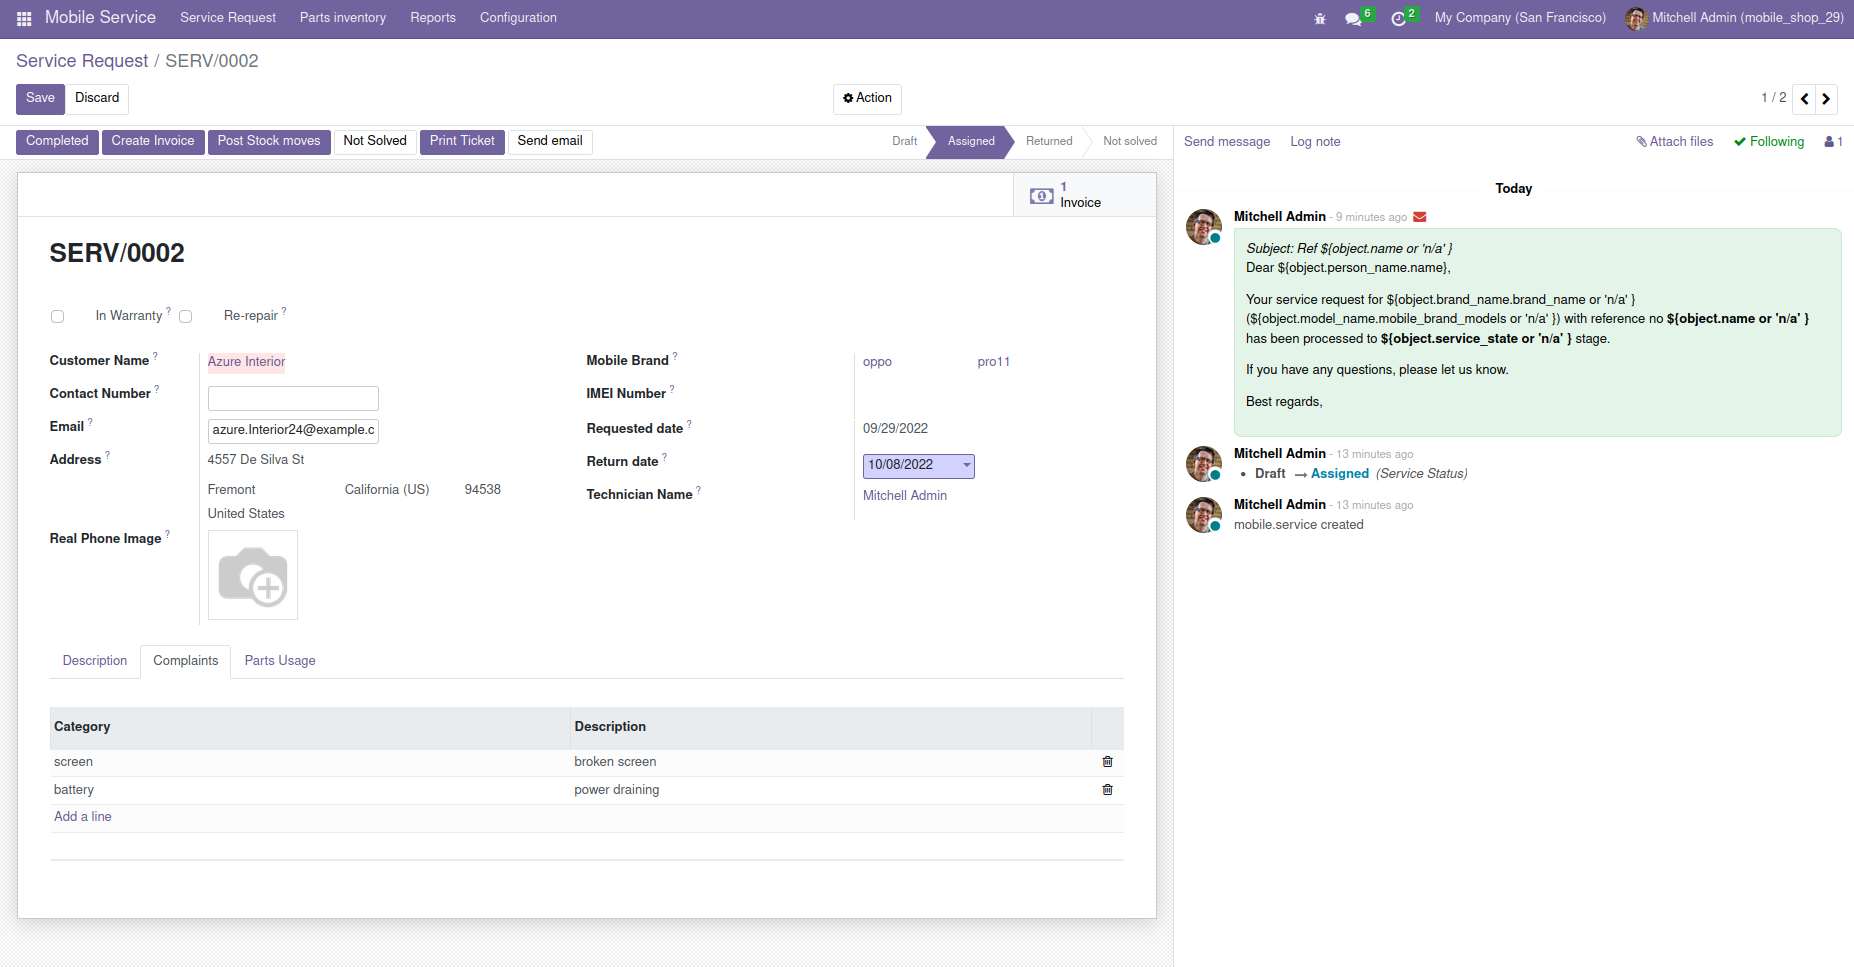 Mobile Service Service Request Parts inventory Reports Configuration 6 2 My Company (San Francisco) Mitchell Admin (mobile_shop_29)
Service Request / SERV/0002
Save Discard Action 1 / 2
Completed Create Invoice Post Stock moves Not Solved Print Ticket Send email Draft Assigned Returned Not solved
1
Invoice
SERV/0002
In Warranty ? Re-repair ?
Customer Name ? Azure Interior
Contact Number ?
Email ? azure.Interior24@example.c
Address ? 4557 De Silva St
Fremont California (US) 94538
United States
Real Phone Image ?
Mobile Brand ? oppo pro11
IMEI Number ?
Requested date ? 09/29/2022
Return date ? 10/08/2022
Technician Name ? Mitchell Admin
Description Complaints Parts Usage
Category Description
screen broken screen
battery power draining
Add a line
Send message Log note Attach files Following 1
Today
Mitchell Admin - 9 minutes ago
Subject: Ref ${object.name or 'n/a' }
Dear ${object.person_name.name},
Your service request for ${object.brand_name.brand_name or 'n/a' }
(${object.model_name.mobile_brand_models or 'n/a' }) with reference no ${object.name or 'n/a' }
has been processed to ${object.service_state or 'n/a' } stage.
If you have any questions, please let us know.
Best regards,
Mitchell Admin - 13 minutes ago
• Draft → Assigned (Service Status)
Mitchell Admin - 13 minutes ago
mobile.service created